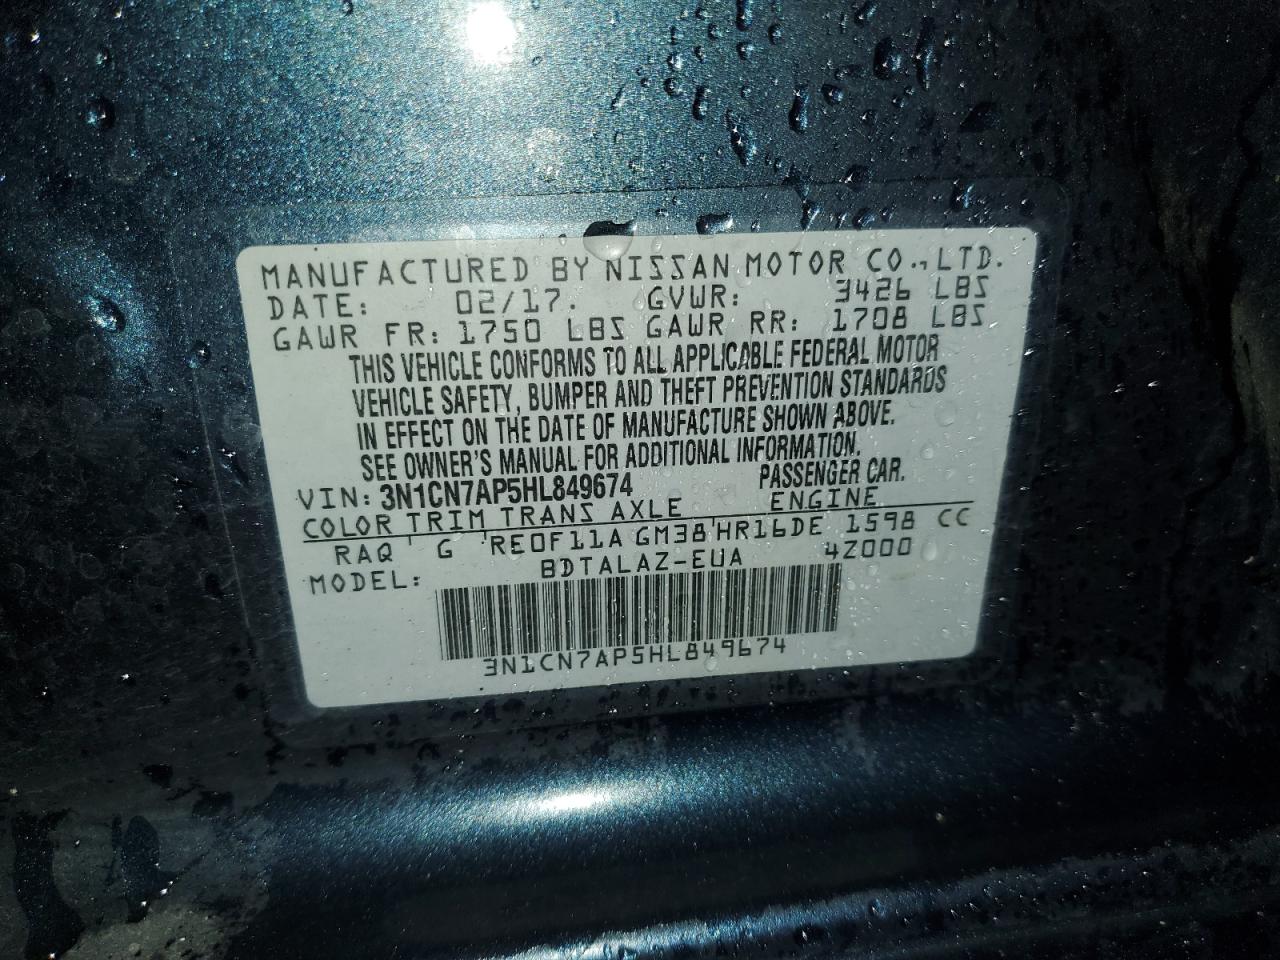 MANUFACTURED BY NISSAN MOTOR CO.,LTD.
DATE: 02/17. GVWR: 3426 LBS
GAWR FR: 1750 LBS GAWR RR: 1708 LBS
THIS VEHICLE CONFORMS TO ALL APPLICABLE FEDERAL MOTOR
VEHICLE SAFETY, BUMPER AND THEFT PREVENTION STANDARDS
IN EFFECT ON THE DATE OF MANUFACTURE SHOWN ABOVE.
SEE OWNER'S MANUAL FOR ADDITIONAL INFORMATION.
VIN: 3N1CN7AP5HL849674 PASSENGER CAR.
COLOR TRIM TRANS AXLE ENGINE
RAQ ' G 'RE0F11A GM38'HR16DE 1598 CC
MODEL: BDTALAZ-EUA 4Z000
3N1CN7AP5HL849674